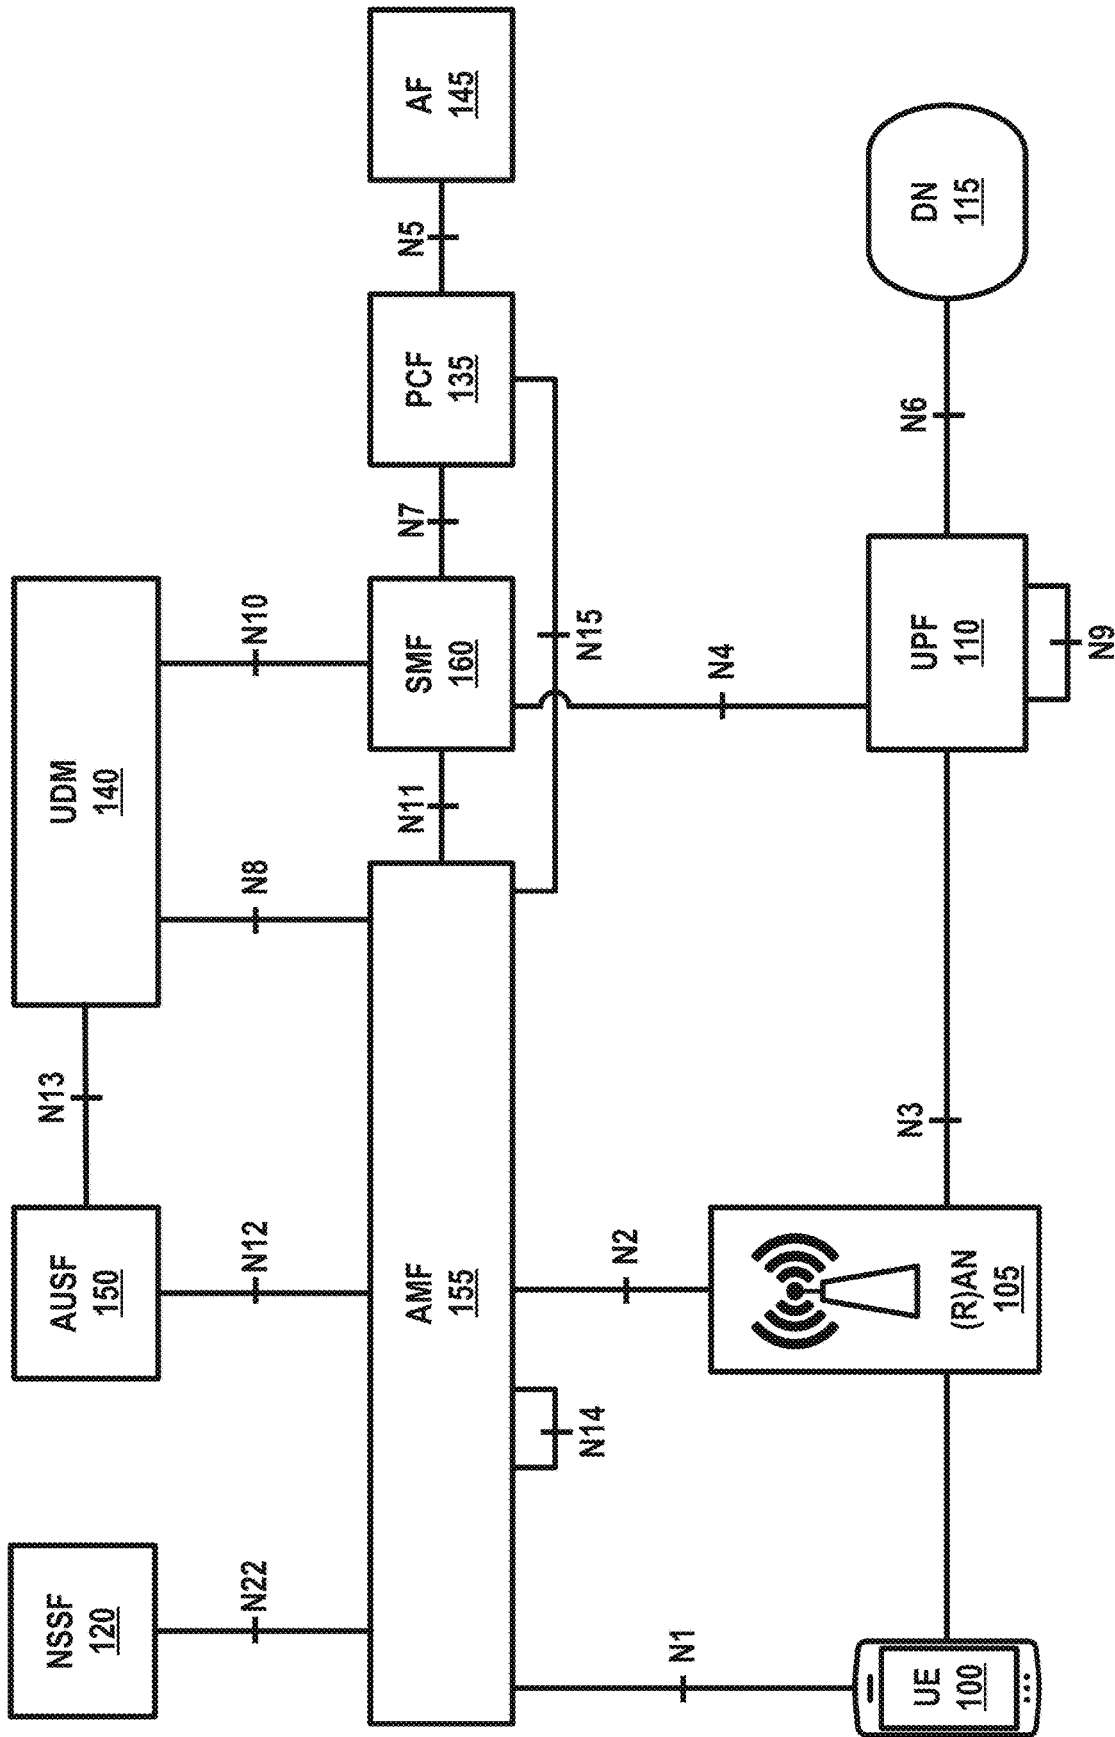 NSSF
120
AUSF
150
UDM
140
N13
N22
N12
N8
N10
AMF
155
N11
SMF
160
N7
PCF
135
N5
AF
145
N14
N15
N1
N2
N4
UE
100
(R)AN
105
N3
UPF
110
N6
DN
115
N9